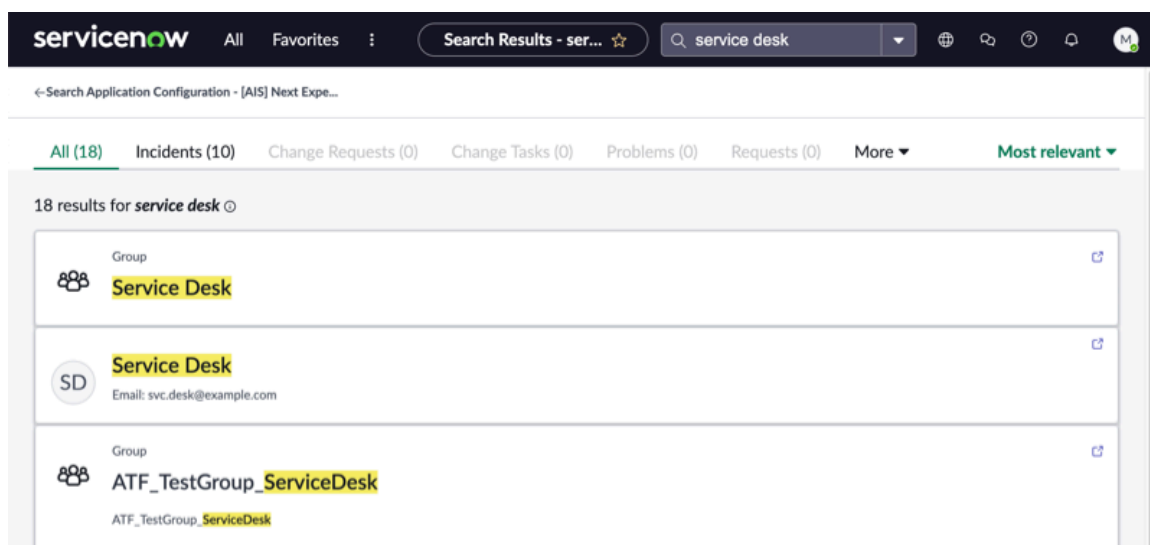 servicenow All Favorites Search Results - ser... service desk M
←Search Application Configuration - [AIS] Next Expe...
All (18) Incidents (10) Change Requests (0) Change Tasks (0) Problems (0) Requests (0) More Most relevant
18 results for service desk
Group
Service Desk
SD
Service Desk
Email: svc.desk@example.com
Group
ATF_TestGroup_ServiceDesk
ATF_TestGroup_ServiceDesk